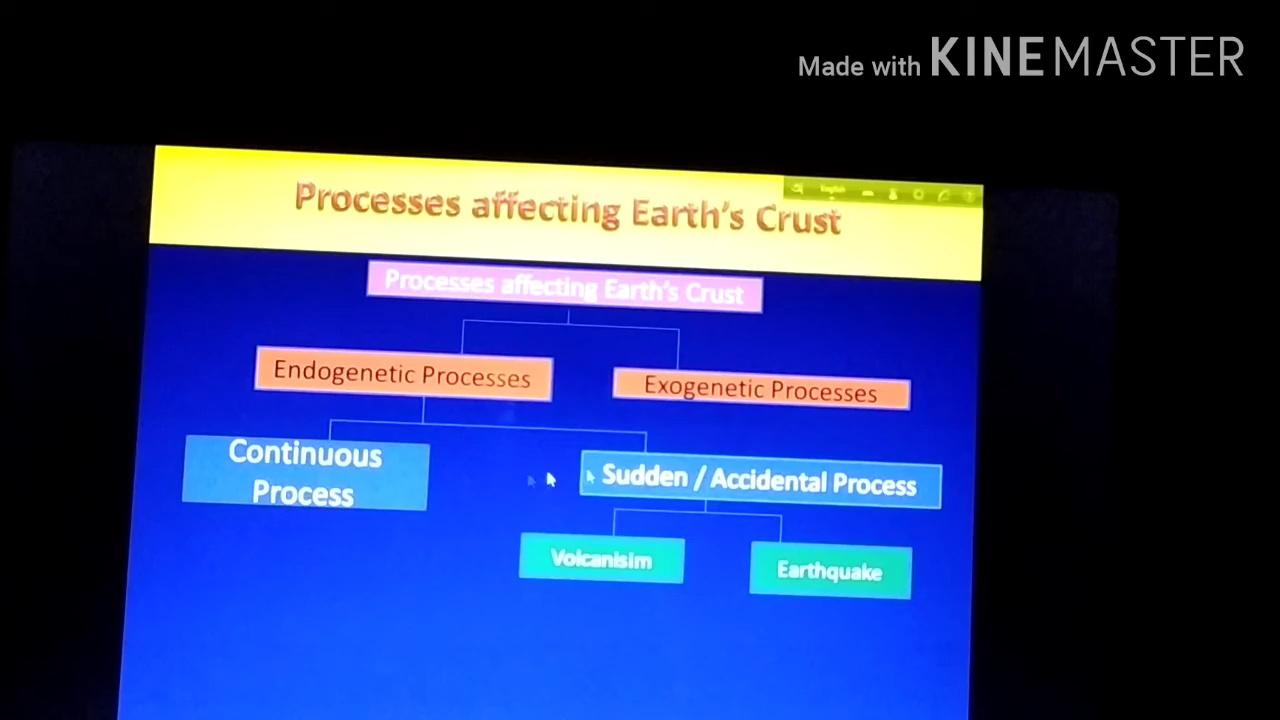 Made with KINEMASTER
Processes affecting Earth's Crust
English
Processes affecting Earth's Crust
Endogenetic Processes
Exogenetic Processes
Continuous
Process
Sudden / Accidental Process
Volcanisim
Earthquake